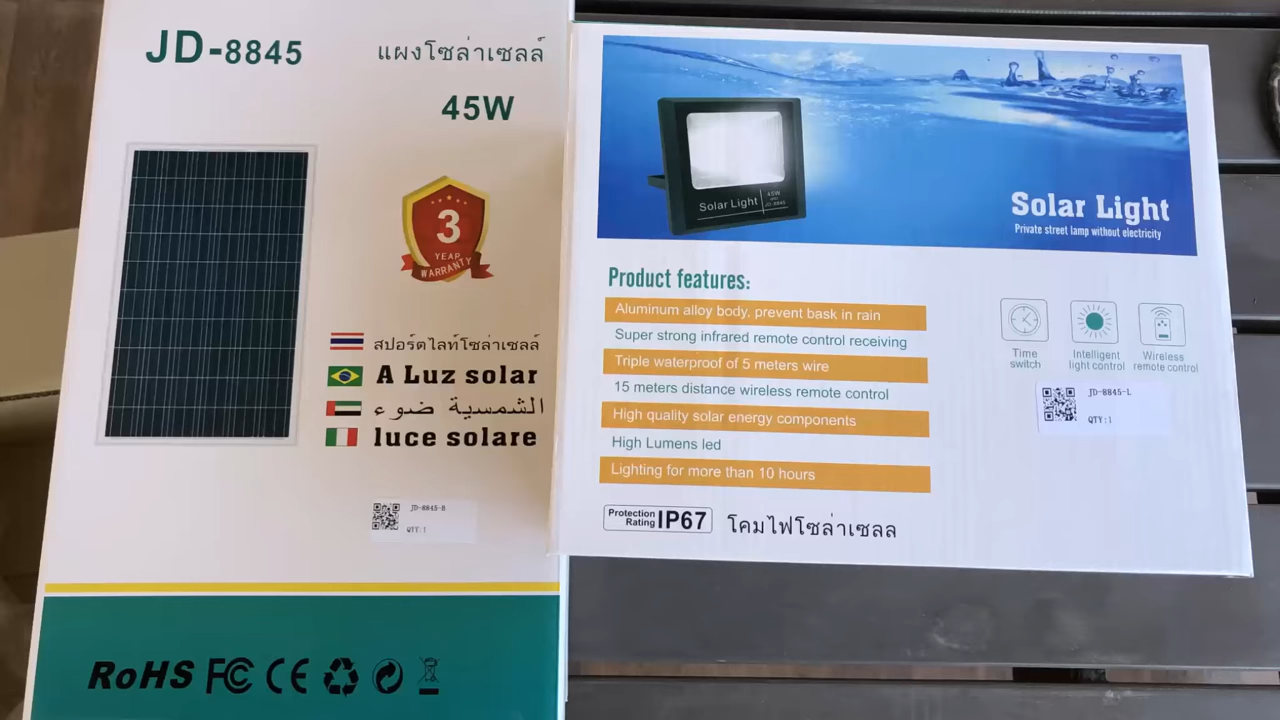 JD-8845
แผงโซล่าเซลล์
45W
3
YEAR
WARRANTY
สปอร์ตไลท์โซล่าเซลล์
A Luz solar
الشمسية ضوء
luce solare
JD-8845-B
QTY:1
RoHS FC CE
Solar Light
45W
JD-8845
Solar Light
Private street lamp without electricity
Product features:
Aluminum alloy body, prevent bask in rain
Super strong infrared remote control receiving
Triple waterproof of 5 meters wire
15 meters distance wireless remote control
High quality solar energy components
High Lumens led
Lighting for more than 10 hours
Time
switch
Intelligent
light control
Wireless
remote control
JD-8845-L
QTY:1
Protection
Rating IP67
โคมไฟโซล่าเซลล